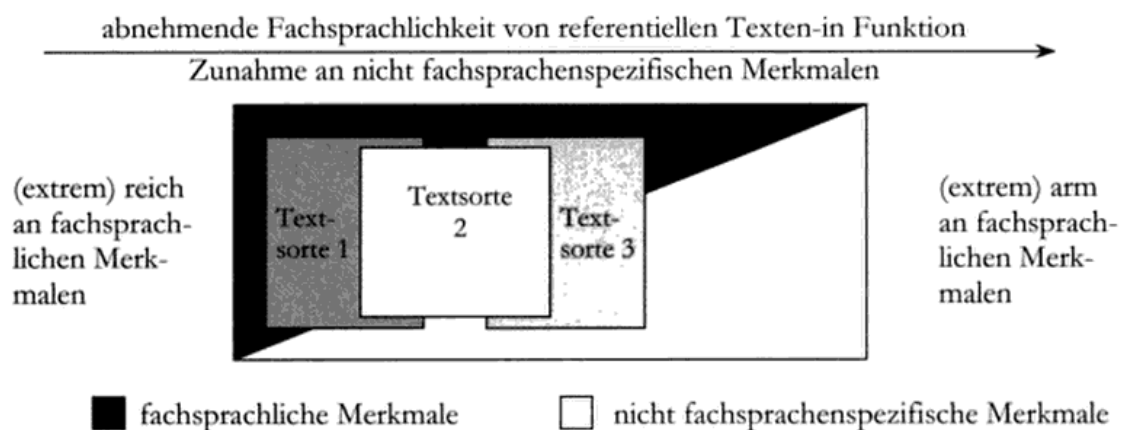 abnehmende Fachsprachlichkeit von referentiellen Texten-in Funktion
Zunahme an nicht fachsprachenspezifischen Merkmalen
(extrem) reich
an fachsprach-
lichen Merk-
malen
Text-
sorte 1
Textsorte
2
Text-
sorte 3
(extrem) arm
an fachsprach-
lichen Merk-
malen
fachsprachliche Merkmale
nicht fachsprachenspezifische Merkmale